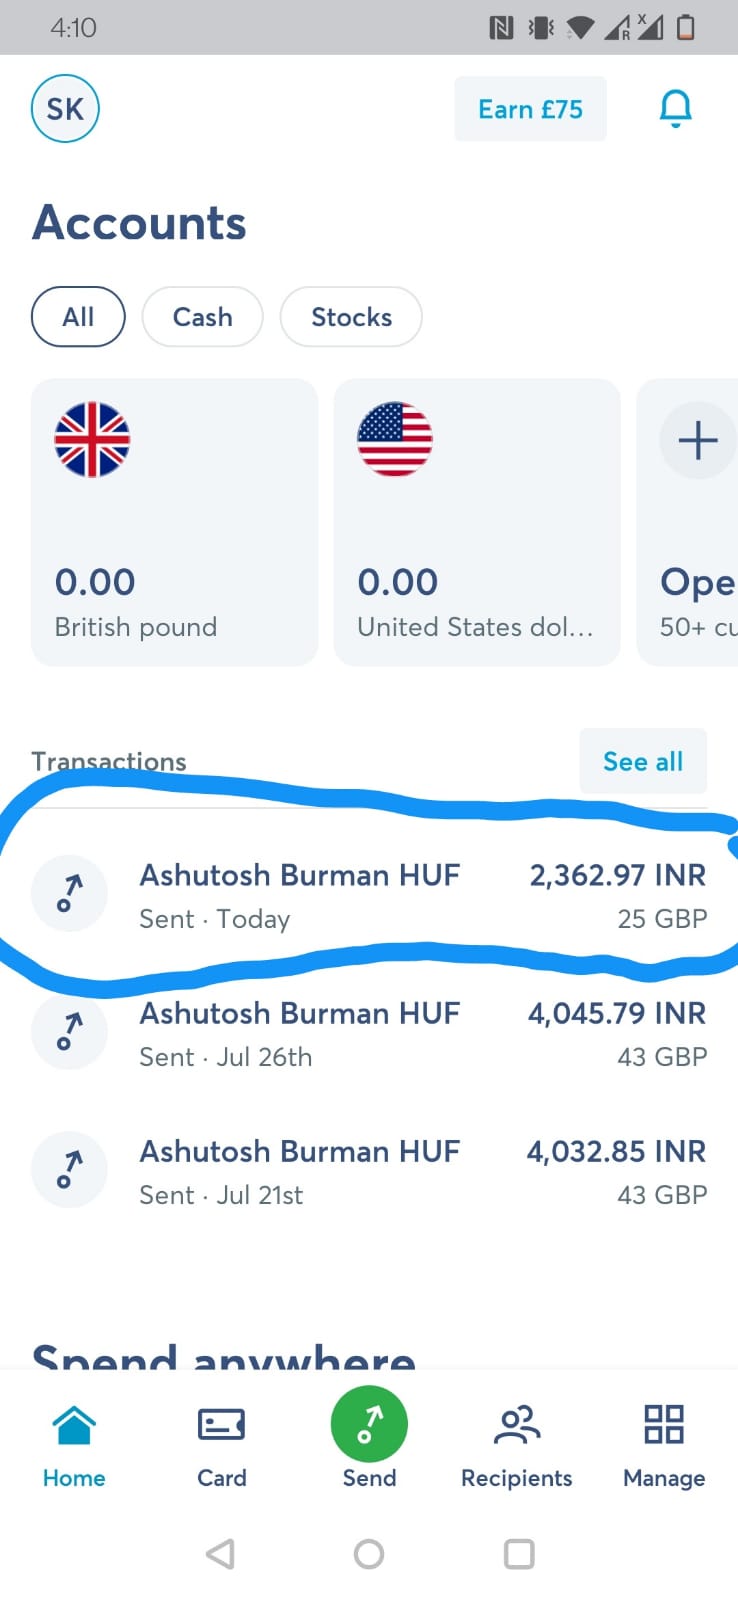 4:10
R X
SK
Earn £75
Accounts
All Cash Stocks
0.00
British pound
0.00
United States dol...
Ope
50+ cu
Transactions
See all
Ashutosh Burman HUF 2,362.97 INR
Sent · Today 25 GBP
Ashutosh Burman HUF 4,045.79 INR
Sent · Jul 26th 43 GBP
Ashutosh Burman HUF 4,032.85 INR
Sent · Jul 21st 43 GBP
Spend anywhere
Home Card Send Recipients Manage